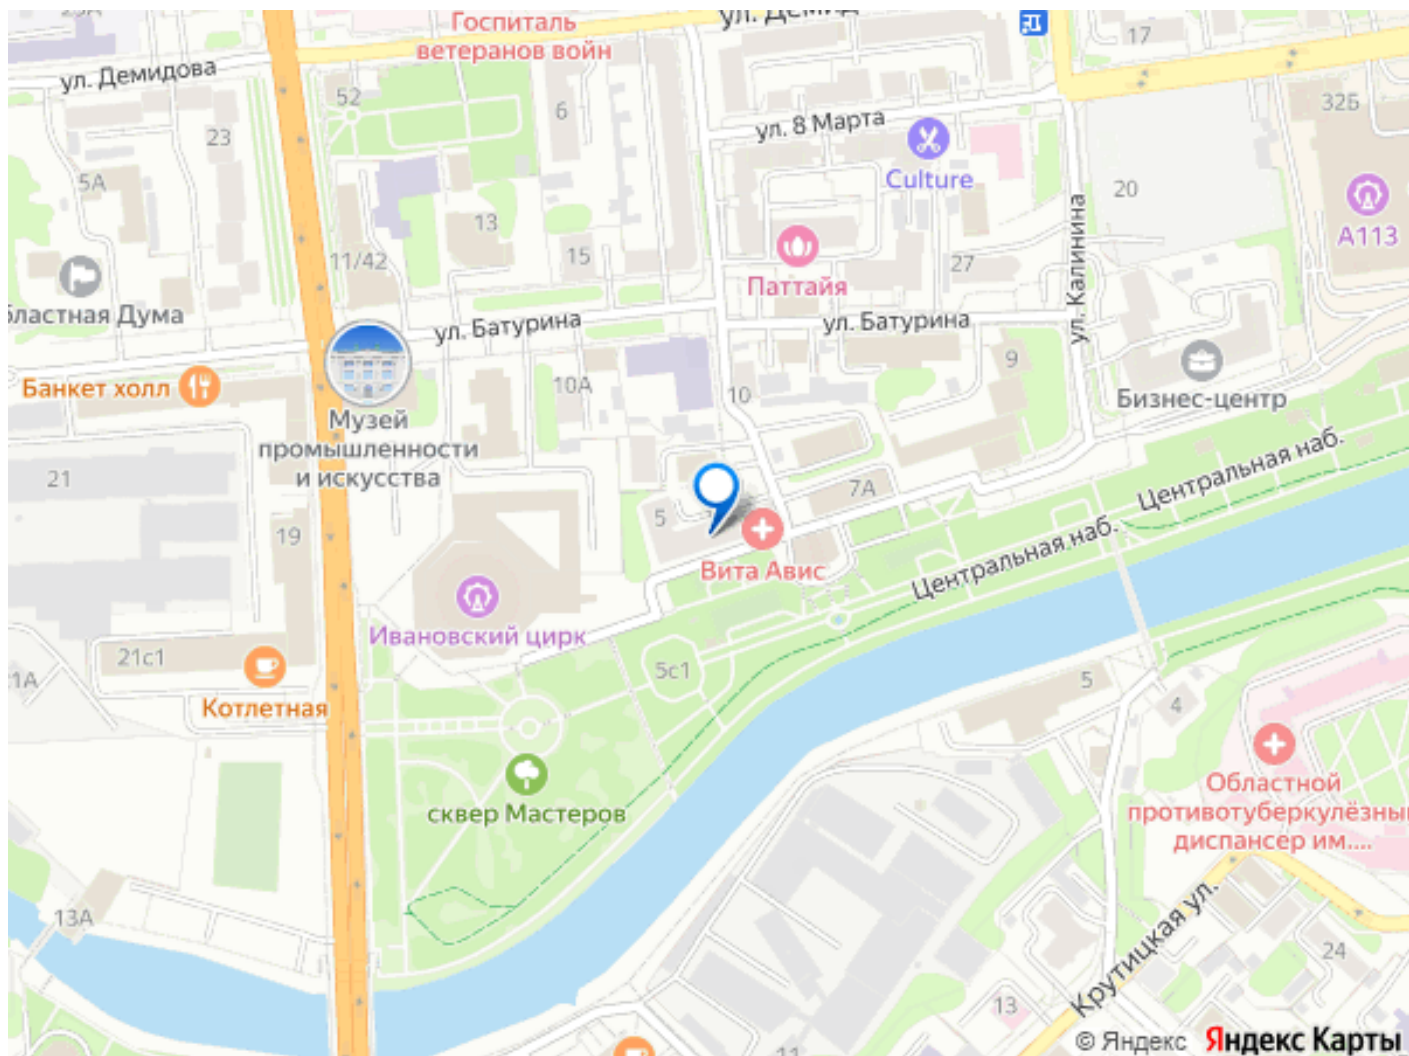 Госпиталь
ветеранов войн
ул. Демидова
52
6
23
5А
17
32Б
ул. 8 Марта
Culture
20
А113
13
11/42
15
Паттайя
27
ул. Калинина
Дума
ул. Батурина
ул. Батурина
9
Бизнес-центр
Банкет холл
10А
10
Музей
промышленности
и искусства
21
19
5
7А
Вита Авис
Центральная наб.
Центральная наб.
Ивановский цирк
21с1
5с1
Котлетная
5
4
сквер Мастеров
Областной
диспансер им....
13А
Крутицкая ул.
24
13
11
© Яндекс Яндекс Карты